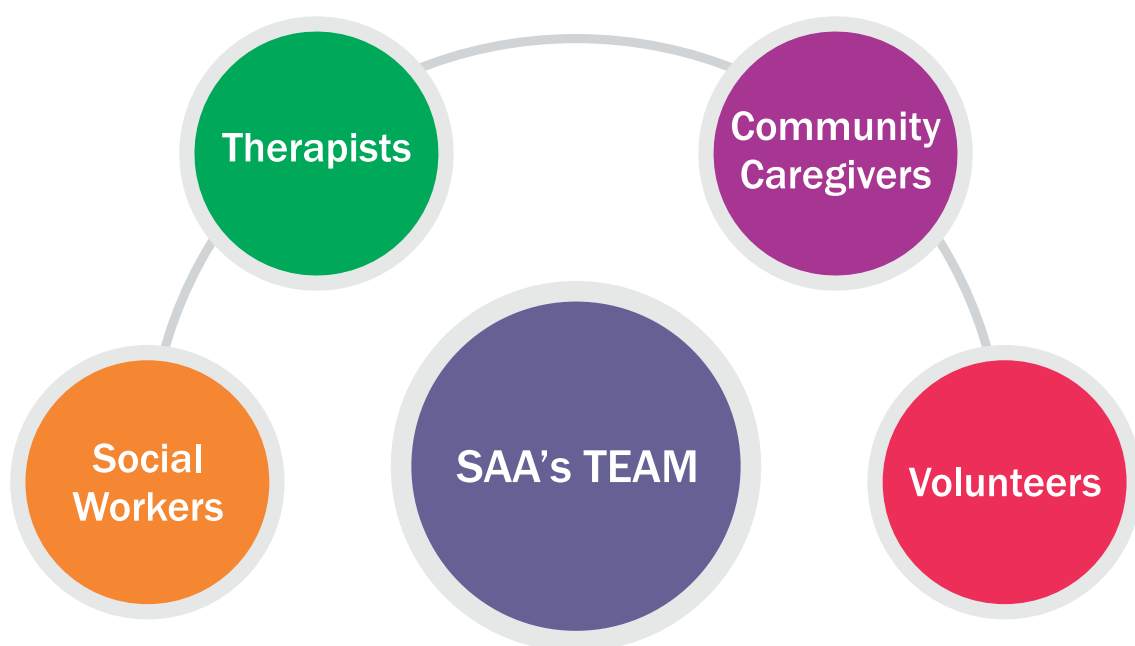 Therapists
Community
Caregivers
Social
Workers
SAA's TEAM
Volunteers